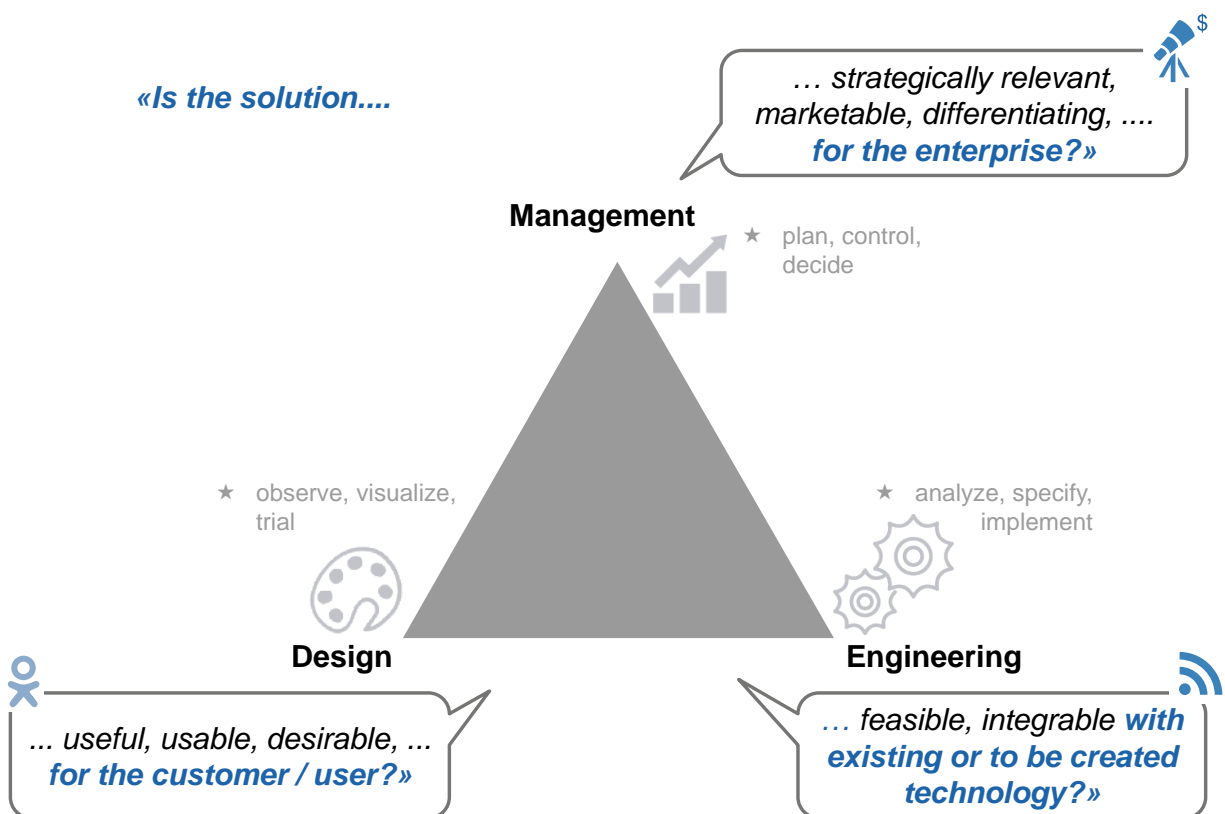 $
«Is the solution....
… strategically relevant,
marketable, differentiating, ....
for the enterprise?»
Management
★ plan, control,
decide
★ observe, visualize,
trial
★ analyze, specify,
implement
Design
Engineering
... useful, usable, desirable, ...
for the customer / user?»
… feasible, integrable with
existing or to be created
technology?»